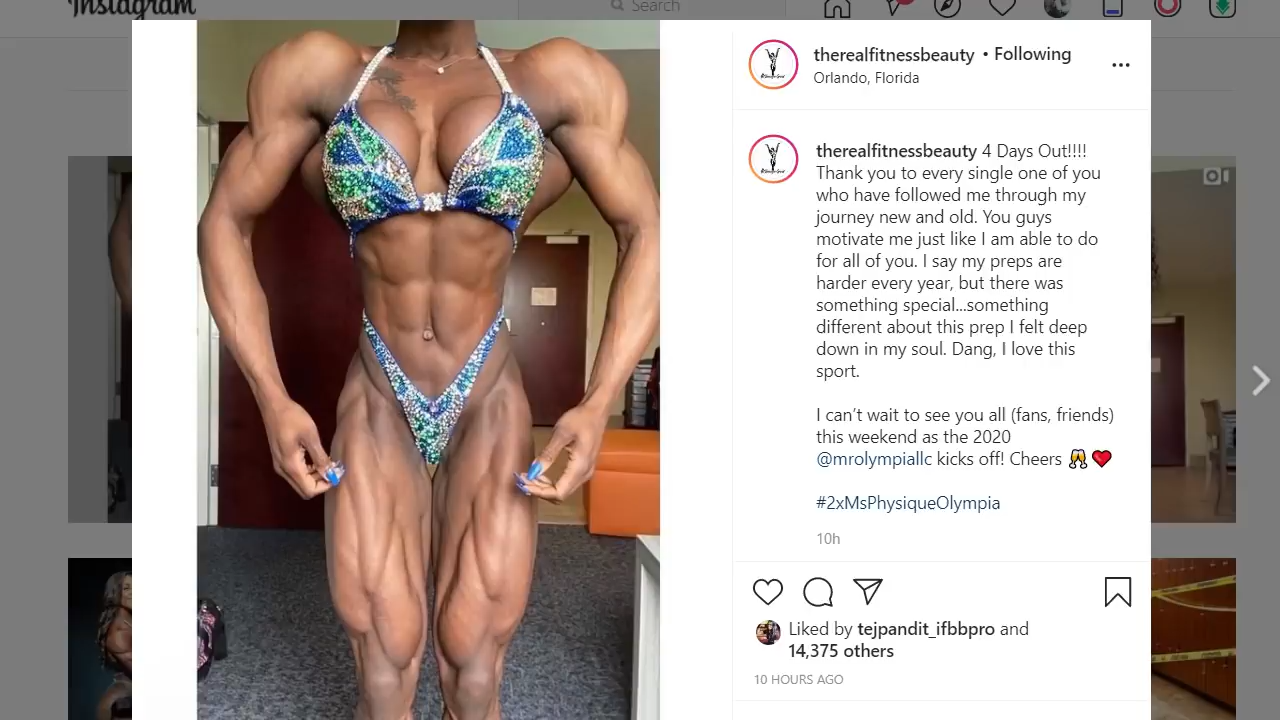 Instagram
Search
therealfitnessbeauty • Following
Orlando, Florida
therealfitnessbeauty 4 Days Out!!!!
Thank you to every single one of you
who have followed me through my
journey new and old. You guys
motivate me just like I am able to do
for all of you. I say my preps are
harder every year, but there was
something special...something
different about this prep I felt deep
down in my soul. Dang, I love this
sport.
I can’t wait to see you all (fans, friends)
this weekend as the 2020
@mrolympiallc kicks off! Cheers 🥂❤️
#2xMsPhysiqueOlympia
10h
Liked by tejpandit_ifbbpro and
14,375 others
10 HOURS AGO